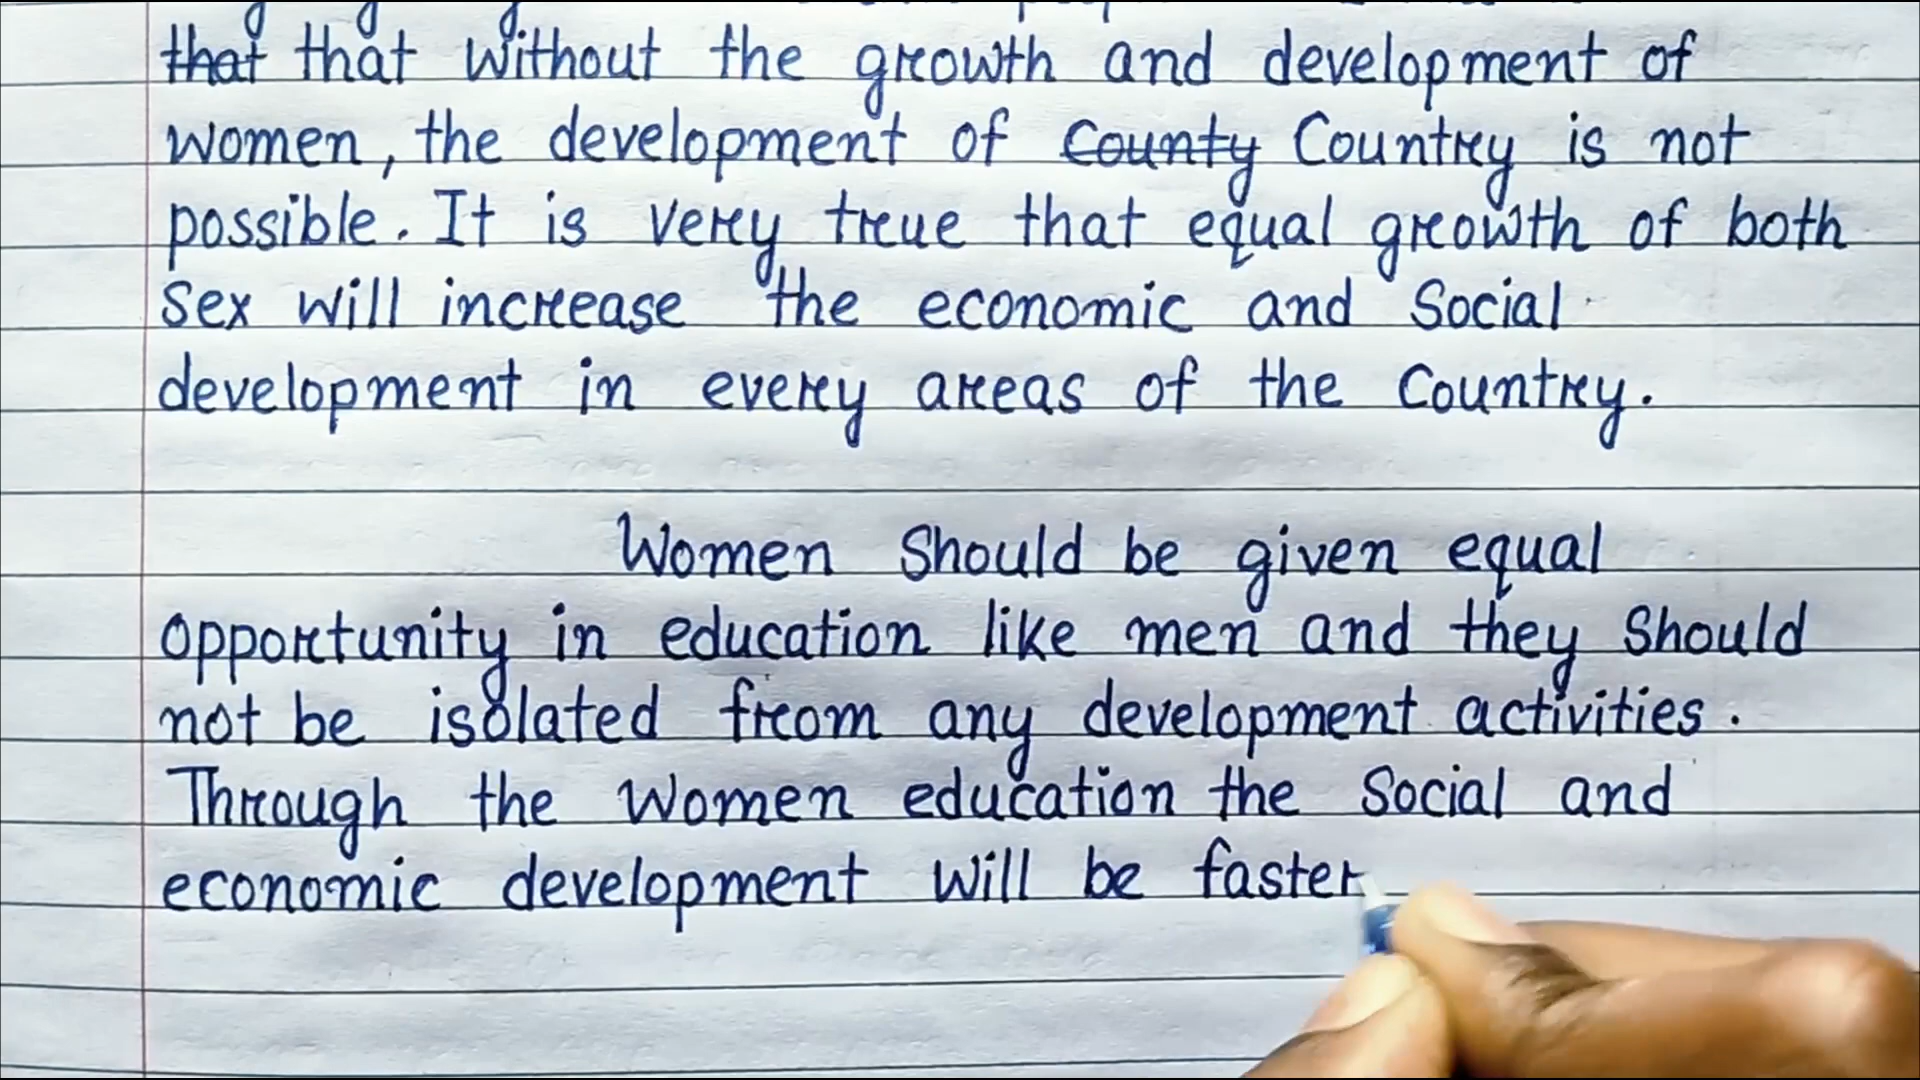 that that without the growth and development of
women, the development of County Country is not
possible. It is very true that equal growth of both
Sex will increase the economic and Social
development in every areas of the Country.
Women Should be given equal
opportunity in education like men and they Should
not be isolated from any development activities.
Through the Women education the Social and
economic development will be faster